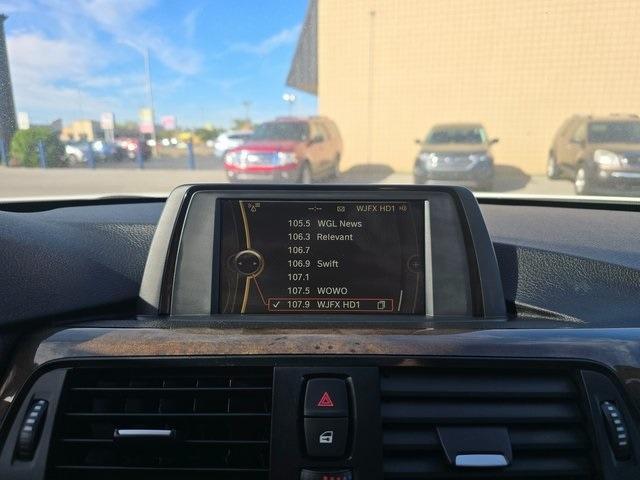 --:-- WJFX HD1
105.5 WGL News
106.3 Relevant
106.7
106.9 Swift
107.1
107.5 WOWO
107.9 WJFX HD1